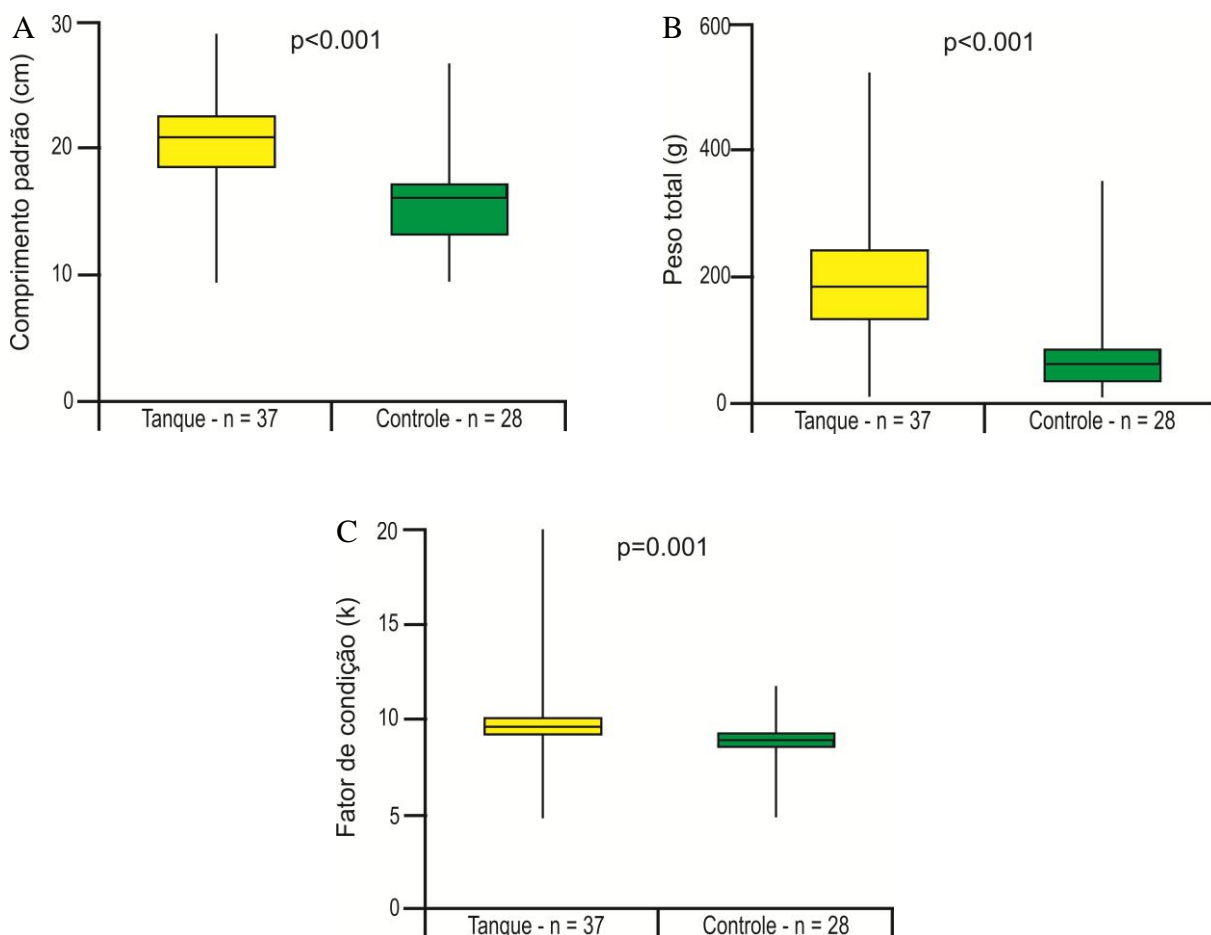 A
Comprimento padrão (cm)
30
20
10
0
p<0.001
Tanque - n = 37
Controle - n = 28
B
Peso total (g)
600
400
200
0
p<0.001
Tanque - n = 37
Controle - n = 28
C
Fator de condição (k)
20
15
10
5
0
p=0.001
Tanque - n = 37
Controle - n = 28